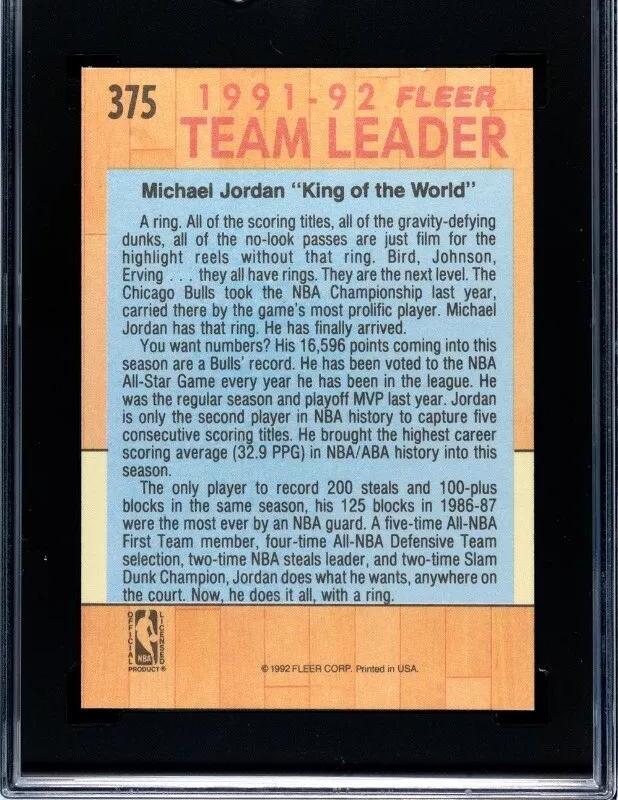 375
1991-92 FLEER
TEAM LEADER
Michael Jordan "King of the World"
A ring. All of the scoring titles, all of the gravity-defying
dunks, all of the no-look passes are just film for the
highlight reels without that ring. Bird, Johnson,
Erving . . . they all have rings. They are the next level. The
Chicago Bulls took the NBA Championship last year,
carried there by the game's most prolific player. Michael
Jordan has that ring. He has finally arrived.
You want numbers? His 16,596 points coming into this
season are a Bulls' record. He has been voted to the NBA
All-Star Game every year he has been in the league. He
was the regular season and playoff MVP last year. Jordan
is only the second player in NBA history to capture five
consecutive scoring titles. He brought the highest career
scoring average (32.9 PPG) in NBA/ABA history into this
season.
The only player to record 200 steals and 100-plus
blocks in the same season, his 125 blocks in 1986-87
were the most ever by an NBA guard. A five-time All-NBA
First Team member, four-time All-NBA Defensive Team
selection, two-time NBA steals leader, and two-time Slam
Dunk Champion, Jordan does what he wants, anywhere on
the court. Now, he does it all, with a ring.
OFFICIAL LICENSED
NBA
PRODUCT®
© 1992 FLEER CORP. Printed in USA.